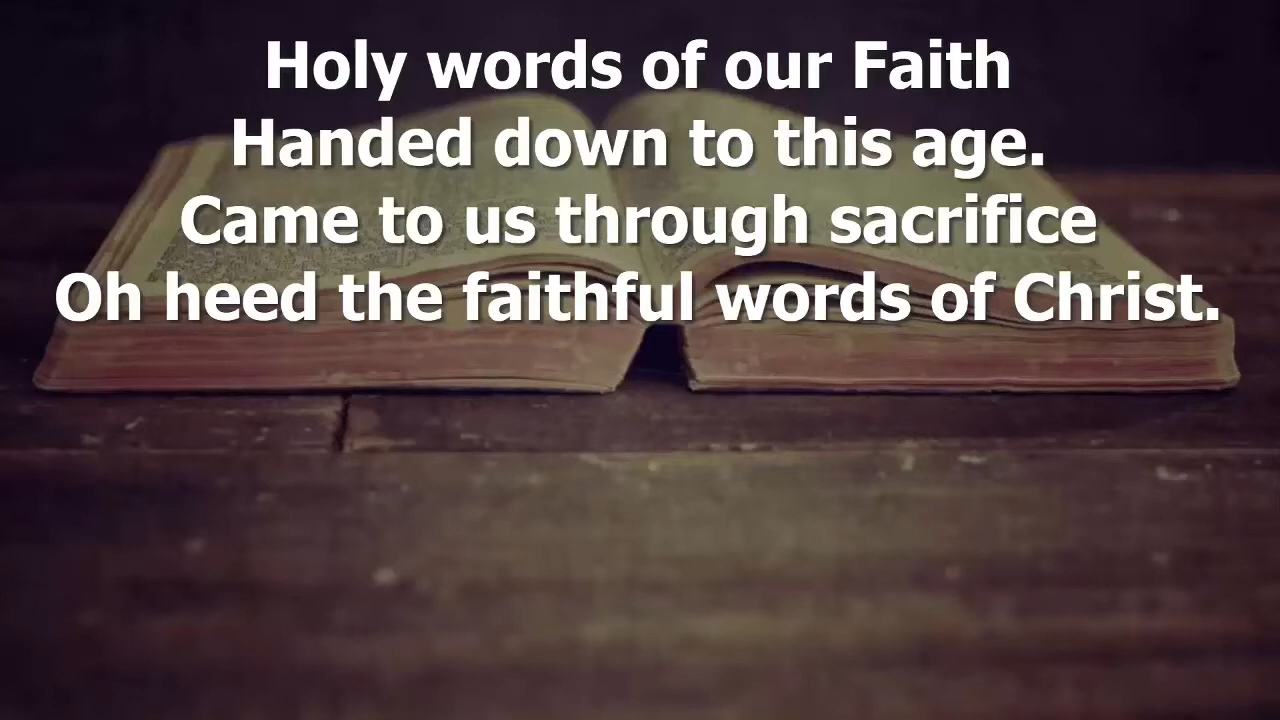 Holy words of our Faith
Handed down to this age.
Came to us through sacrifice
Oh heed the faithful words of Christ.